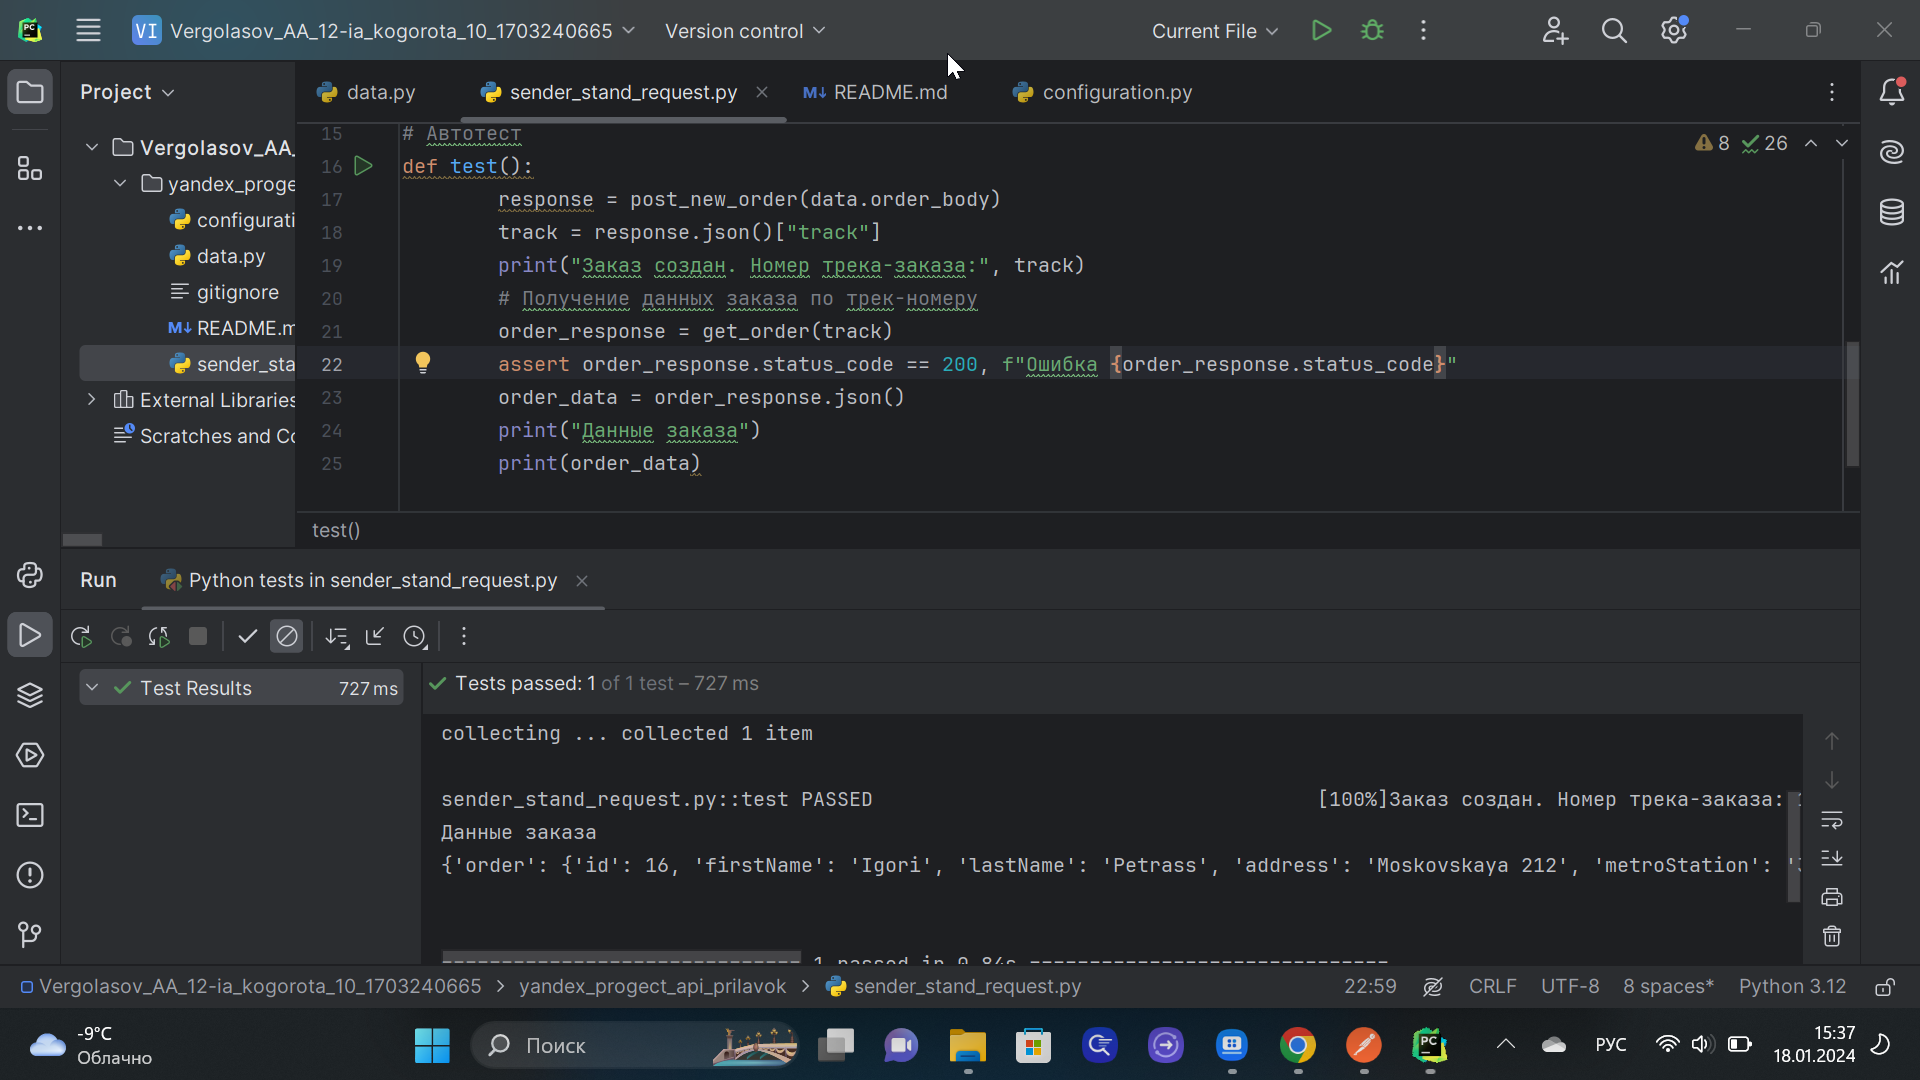 VI Vergolasov_AA_12-ia_kogorota_10_1703240665 Version control Current File
Project
data.py sender_stand_request.py README.md configuration.py
Vergolasov_AA_
yandex_proge
configurati
data.py
gitignore
README.m
sender_sta
External Libraries
Scratches and Co
8 26
15 # Автотест
16 def test():
17 response = post_new_order(data.order_body)
18 track = response.json()["track"]
19 print("Заказ создан. Номер трека-заказа:", track)
20 # Получение данных заказа по трек-номеру
21 order_response = get_order(track)
22 assert order_response.status_code == 200, f"Ошибка {order_response.status_code}"
23 order_data = order_response.json()
24 print("Данные заказа")
25 print(order_data)
test()
Run Python tests in sender_stand_request.py
Test Results 727 ms
Tests passed: 1 of 1 test – 727 ms
collecting ... collected 1 item
sender_stand_request.py::test PASSED [100%]Заказ создан. Номер трека-заказа:
Данные заказа
{'order': {'id': 16, 'firstName': 'Igori', 'lastName': 'Petrass', 'address': 'Moskovskaya 212', 'metroStation':
============================== 1 passed in 0.84s ==============================
Vergolasov_AA_12-ia_kogorota_10_1703240665 > yandex_progect_api_prilavok > sender_stand_request.py 22:59 CRLF UTF-8 8 spaces* Python 3.12
-9°C
Облачно
Поиск
РУС
15:37
18.01.2024